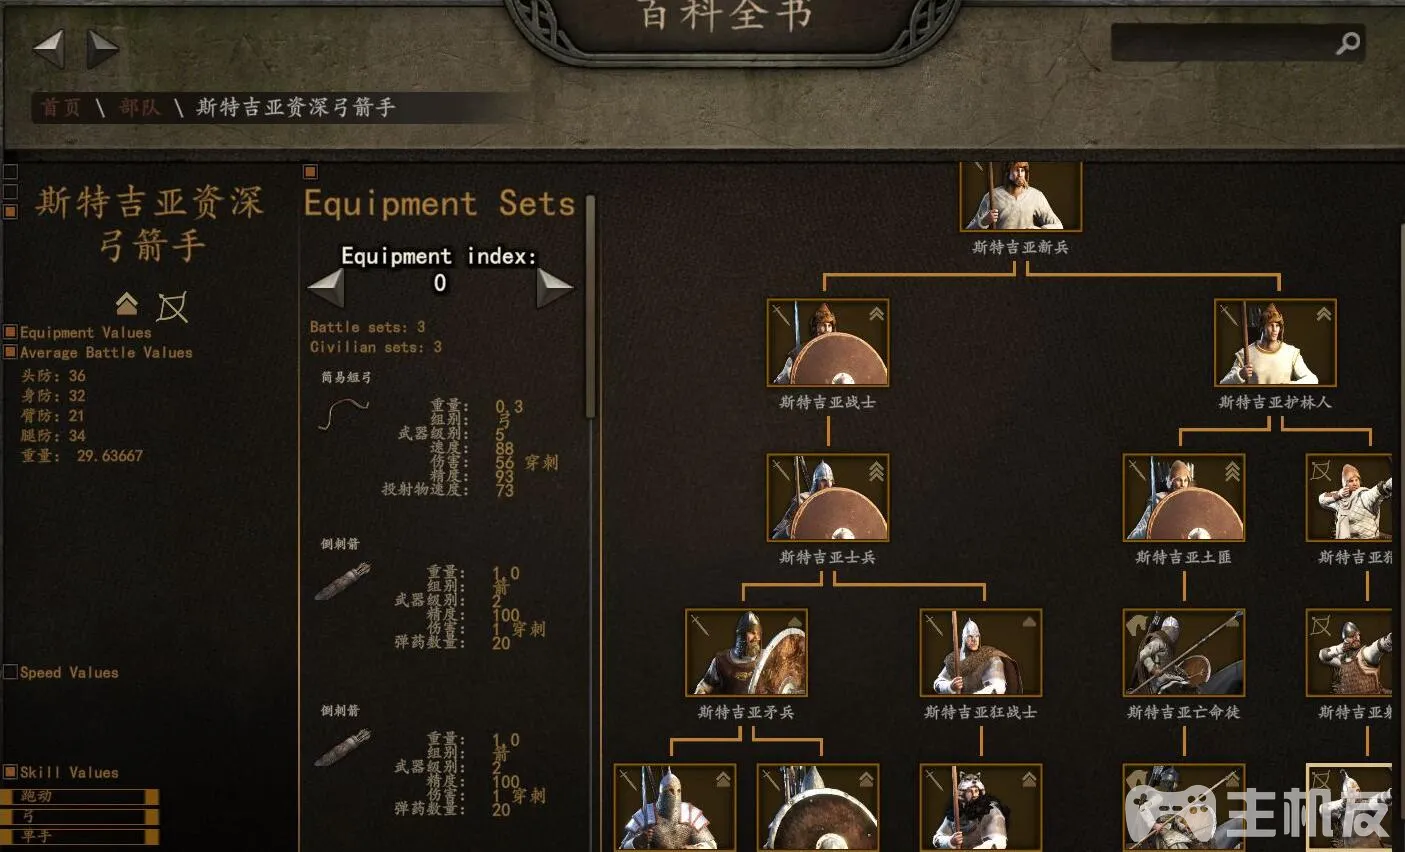 百科全书
首页 \ 部队 \ 斯特吉亚资深弓箭手
斯特吉亚资深
弓箭手
Equipment Values
Average Battle Values
头防: 36
身防: 32
臂防: 21
腿防: 34
重量: 29.63667
Speed Values
Skill Values
跑动
弓
单手
Equipment Sets
Equipment index:
0
Battle sets: 3
Civilian sets: 3
简易短弓
重量: 0.3
组别: 弓
武器级别: 5
速度: 88
伤害: 56 穿刺
精度: 93
投射物速度: 73
倒刺箭
重量: 1.0
组别: 箭
武器级别: 2
精度: 100
伤害: 1 穿刺
弹药数量: 20
倒刺箭
重量: 1.0
组别: 箭
武器级别: 2
精度: 100
伤害: 1 穿刺
弹药数量: 20
斯特吉亚新兵
斯特吉亚战士
斯特吉亚护林人
斯特吉亚士兵
斯特吉亚土匪
斯特吉亚
斯特吉亚矛兵
斯特吉亚狂战士
斯特吉亚亡命徒
斯特吉亚
主机友